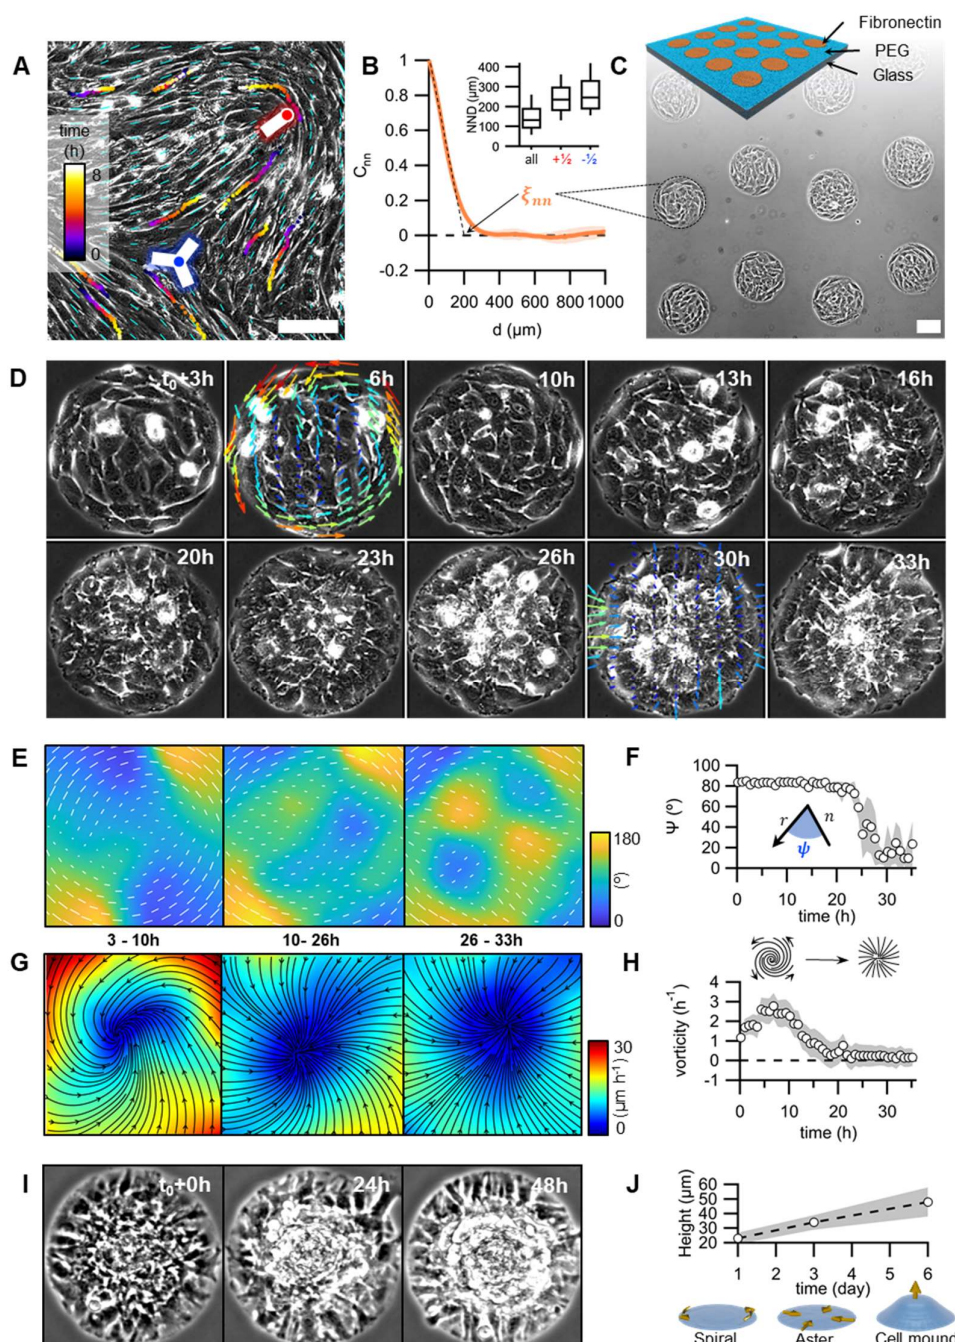 A
time
(h)
8
0
B
1
0.8
0.6
0.4
0.2
0
-0.2
Cnn
0
200
400
600
800
1000
d (µm)
NND (µm)
400
300
200
100
0
all
+½
-½
ξnn
C
Fibronectin
PEG
Glass
D
t₀+3h
6h
10h
13h
16h
20h
23h
26h
30h
33h
E
180
(°)
0
3 - 10h
10- 26h
26 - 33h
F
100
80
60
40
20
0
Ψ (°)
r
n
ψ
0
10
20
30
time (h)
G
30
(µm h⁻¹)
0
H
4
3
2
1
0
-1
vorticity (h⁻¹)
0
10
20
30
time (h)
I
t₀+0h
24h
48h
J
60
50
40
30
20
Height (µm)
1
2
3
4
5
6
time (day)
Spiral
Aster
Cell mound